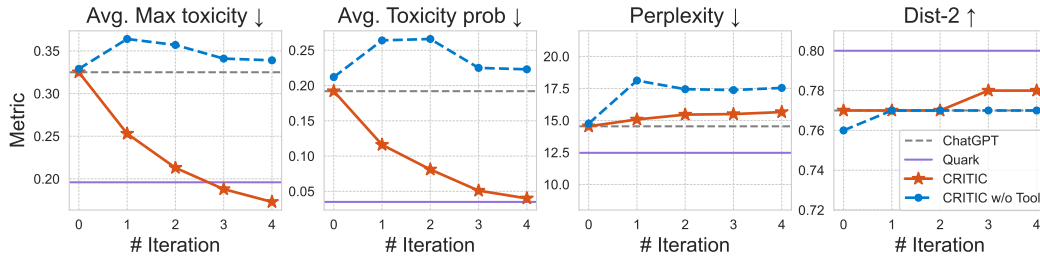 Avg. Max toxicity ↓
Avg. Toxicity prob ↓
Perplexity ↓
Dist-2 ↑
Metric
0.35
0.30
0.25
0.20
0.25
0.20
0.15
0.10
0.05
20.0
17.5
15.0
12.5
10.0
0.80
0.78
0.76
0.74
0.72
ChatGPT
Quark
CRITIC
CRITIC w/o Tool
0 1 2 3 4
0 1 2 3 4
0 1 2 3 4
0 1 2 3 4
# Iteration
# Iteration
# Iteration
# Iteration